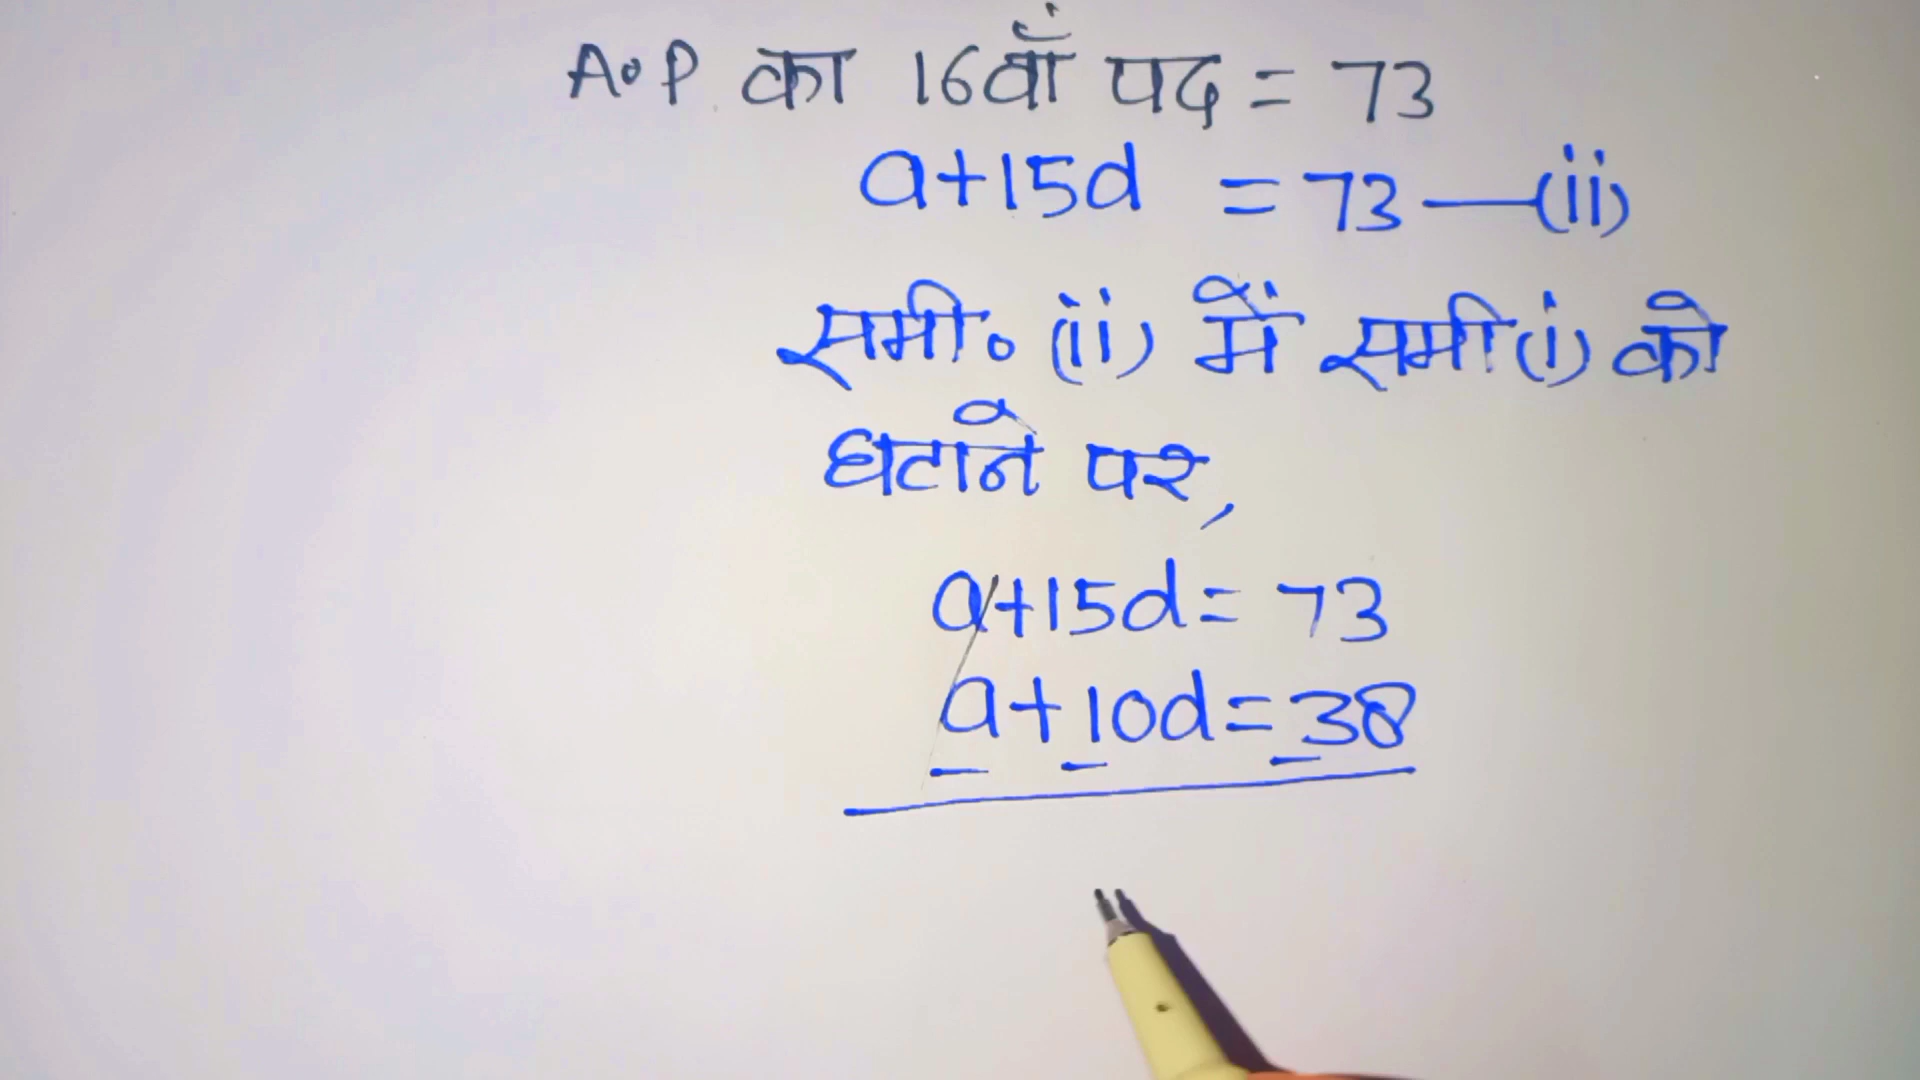 A.P का 16वाँ पद = 73
a+15d = 73 —(ii)
समी० (ii) में समी (i) को
घटाने पर,
a+15d= 73
a+10d= 38
— — —